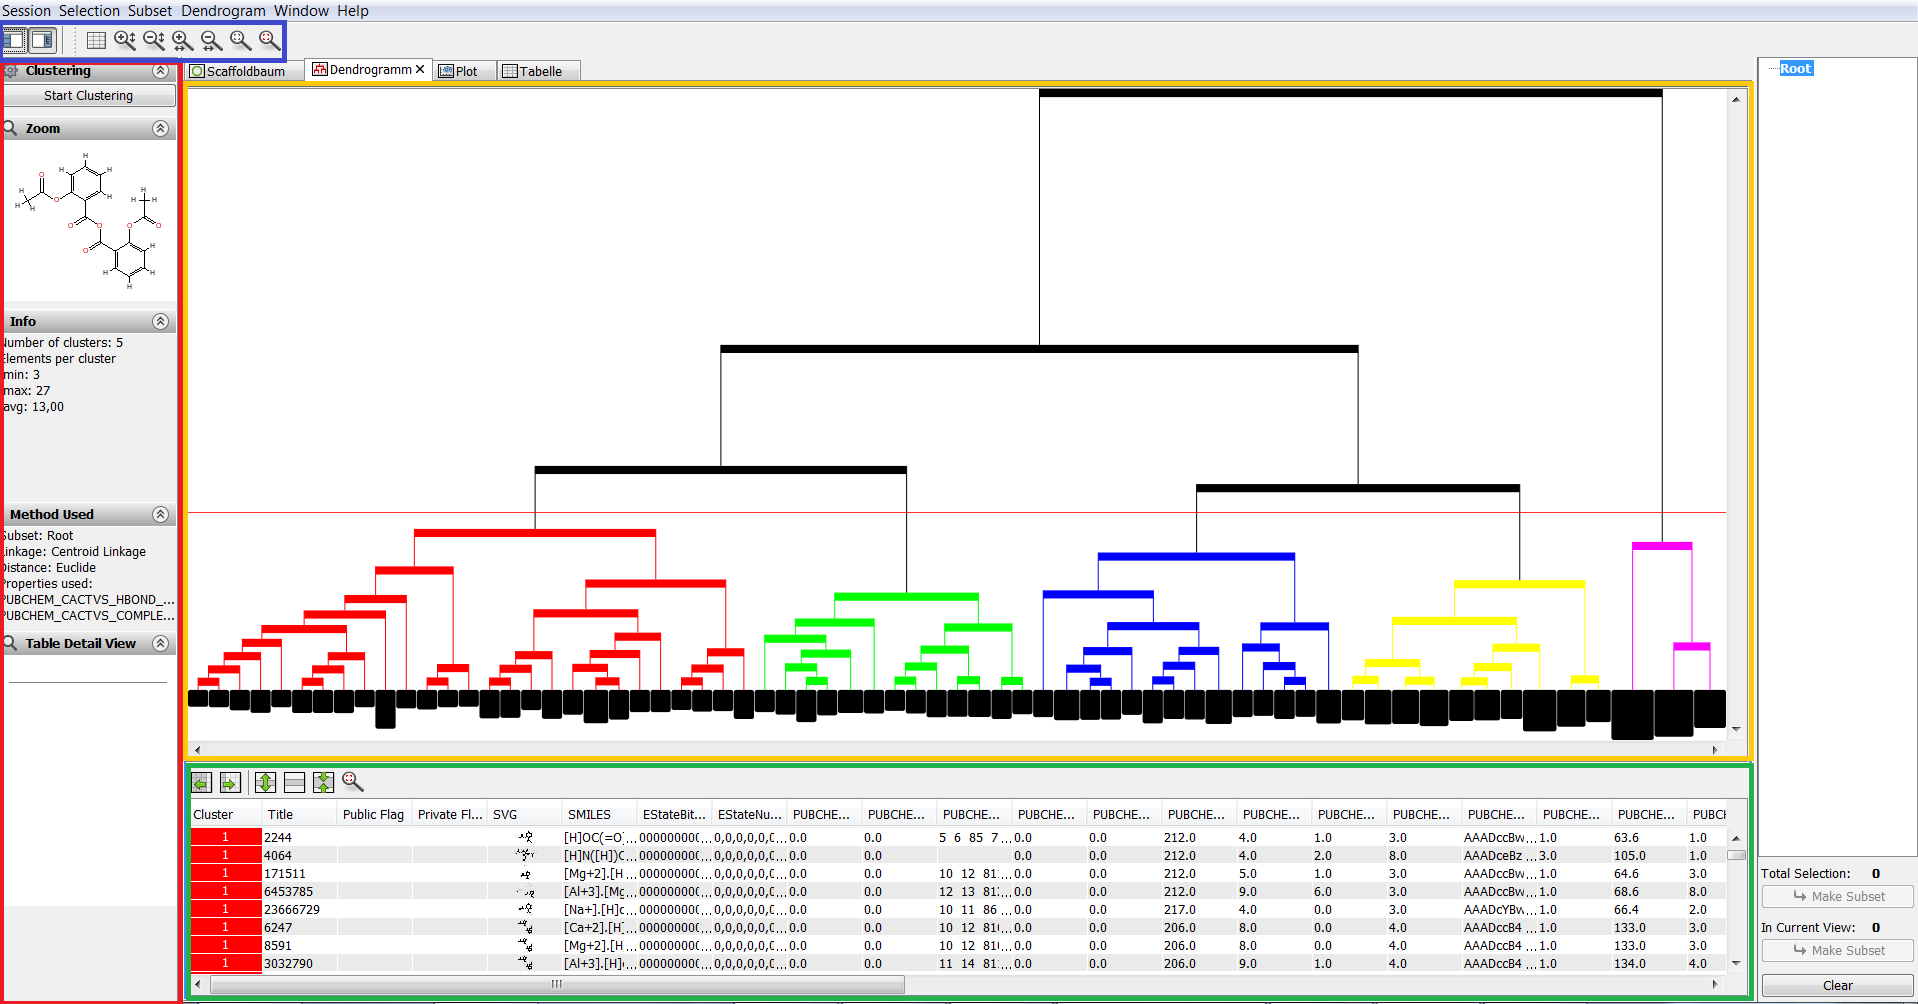 Session Selection Subset Dendrogram Window Help
Clustering
Start Clustering
Zoom
Info
Number of clusters: 5
Elements per cluster
min: 3
max: 27
avg: 13,00
Method Used
Subset: Root
Linkage: Centroid Linkage
Distance: Euclide
Properties used:
PUBCHEM_CACTVS_HBOND_...
PUBCHEM_CACTVS_COMPLE...
Table Detail View
Scaffoldbaum Dendrogramm Plot Tabelle
Cluster Title Public Flag Private Fl... SVG SMILES EStateBit... EStateNu... PUBCHE... PUBCHE... PUBCHE... PUBCHE... PUBCHE... PUBCHE... PUBCHE... PUBCHE... PUBCHE... PUBCHE... PUBCHE... PUBCHE... PUBCH
1 2244 [H]OC(=O)... 000000000... 0,0,0,0,0,... 0.0 0.0 5 6 85 7... 0.0 0.0 212.0 4.0 1.0 3.0 AAADccBw... 1.0 63.6 1.0
1 4064 [H]N([H])C... 000000000... 0,0,0,0,0,... 0.0 0.0 0.0 0.0 212.0 4.0 2.0 8.0 AAADceBz... 3.0 105.0 1.0
1 171511 [Mg+2].[H... 000000000... 0,0,0,0,0,... 0.0 0.0 10 12 81... 0.0 0.0 212.0 5.0 1.0 3.0 AAADccBw... 1.0 64.6 3.0
1 6453785 [Al+3].[Mg... 000000000... 0,0,0,0,0,... 0.0 0.0 12 13 81... 0.0 0.0 212.0 9.0 6.0 3.0 AAADccBw... 1.0 68.6 8.0
1 23666729 [Na+].[H]c... 000000000... 0,0,0,0,0,... 0.0 0.0 10 11 86... 0.0 0.0 217.0 4.0 0.0 3.0 AAADcYBw... 1.0 66.4 2.0
1 6247 [Ca+2].[H]... 000000000... 0,0,0,0,0,... 0.0 0.0 10 12 81... 0.0 0.0 206.0 8.0 0.0 4.0 AAADccB4... 1.0 133.0 3.0
1 8591 [Mg+2].[H... 000000000... 0,0,0,0,0,... 0.0 0.0 10 12 81... 0.0 0.0 206.0 8.0 0.0 4.0 AAADccB4... 1.0 133.0 3.0
1 3032790 [Al+3].[H]... 000000000... 0,0,0,0,0,... 0.0 0.0 11 14 81... 0.0 0.0 206.0 9.0 1.0 4.0 AAADccB4... 1.0 134.0 4.0
Root
Total Selection: 0
Make Subset
In Current View: 0
Make Subset
Clear